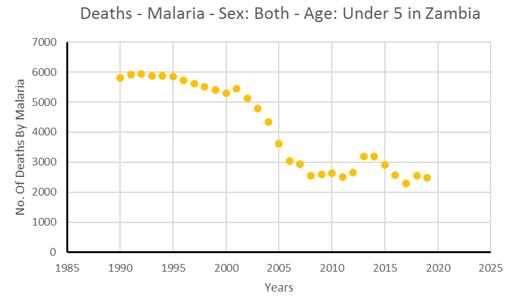 Deaths - Malaria - Sex: Both - Age: Under 5 in Zambia
7000
6000
5000
4000
3000
2000
1000
0
No. Of Deaths By Malaria
1985 1990 1995 2000 2005 2010 2015 2020 2025
Years